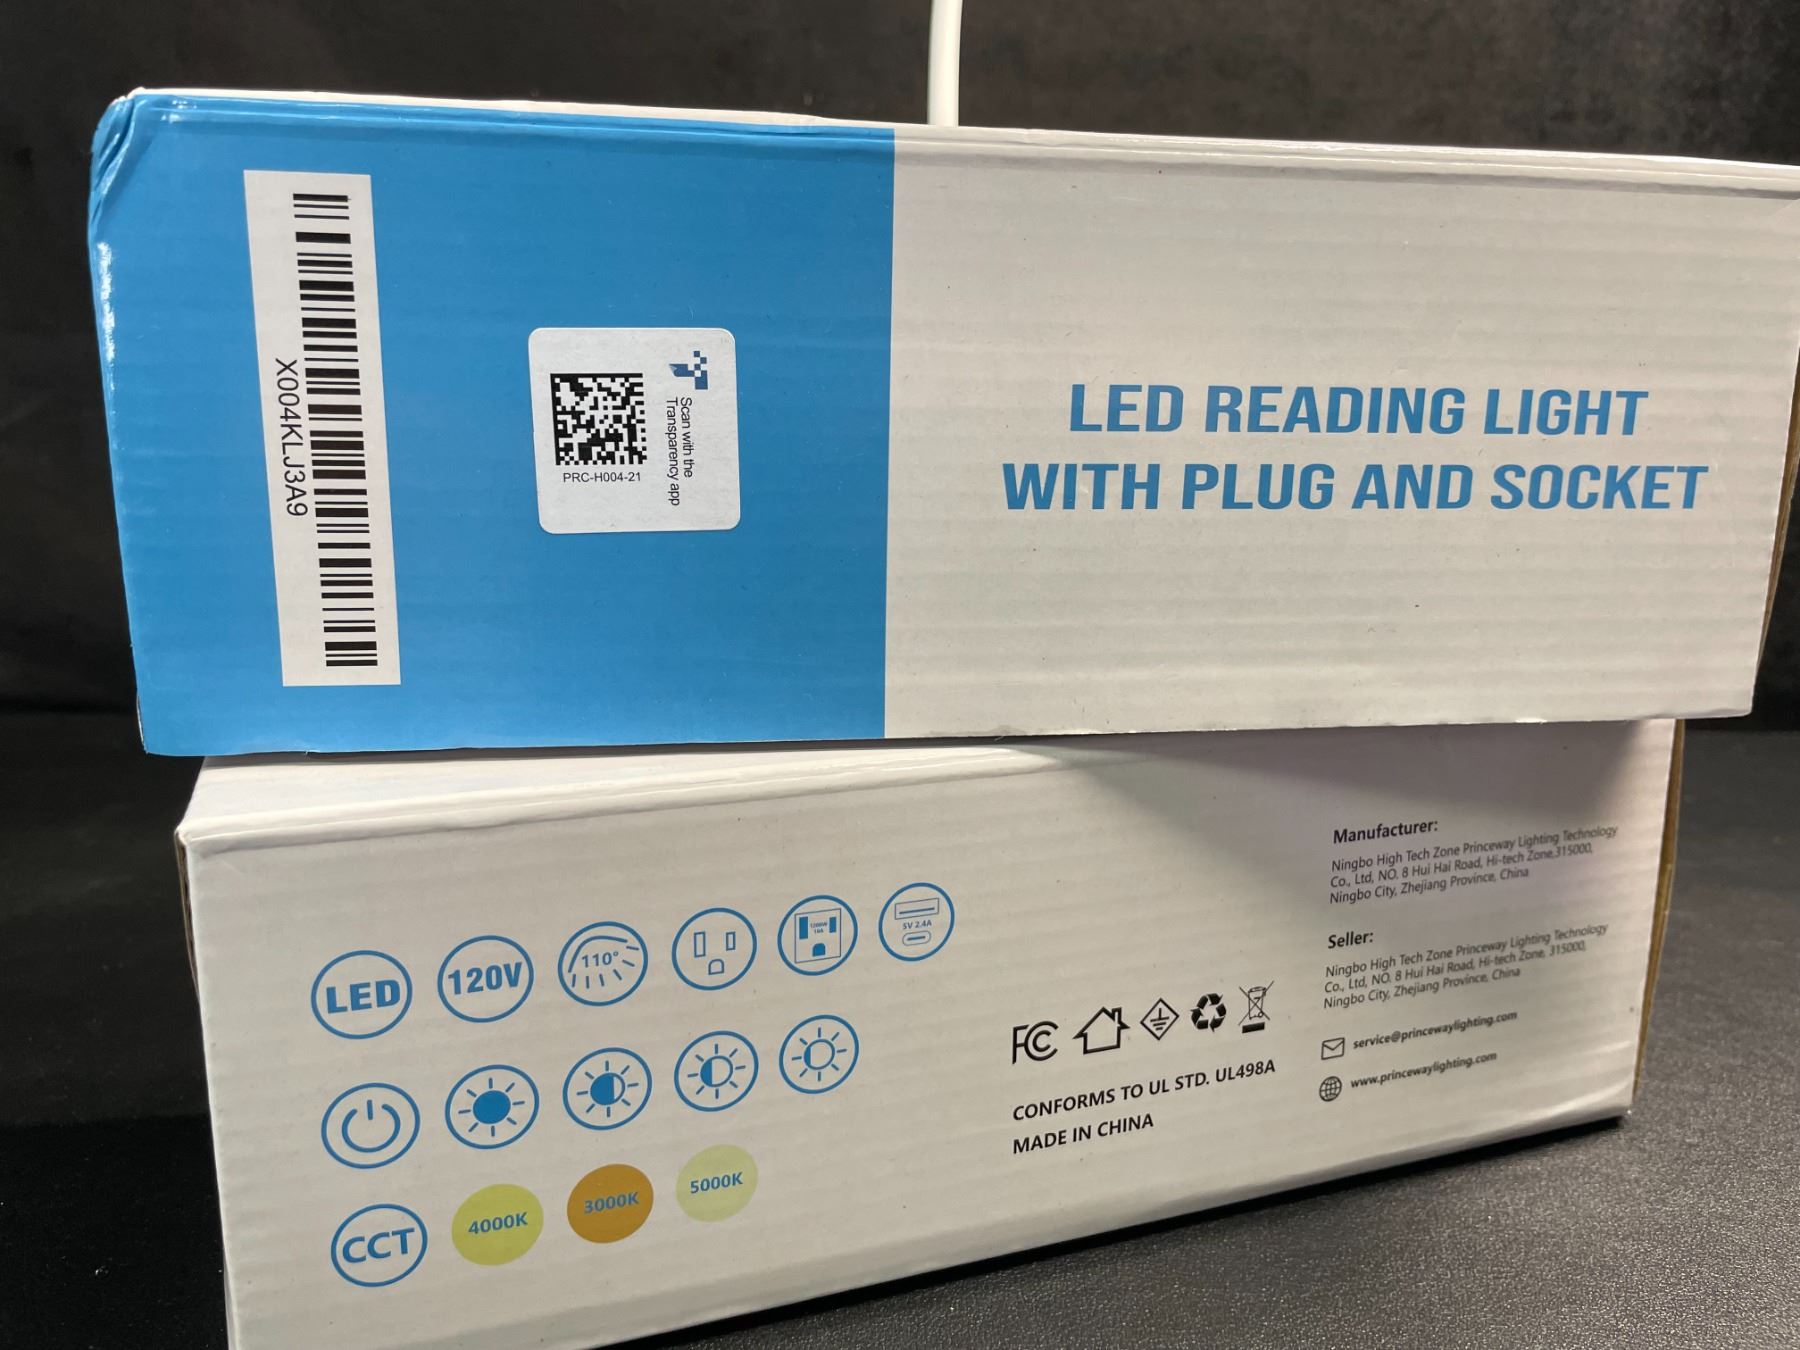 X004KLJ3A9
Scan with the
Transparency app
PRC-H004-21
LED READING LIGHT
WITH PLUG AND SOCKET
LED
120V
110°
1200W
10A
5V 2.4A
CCT
4000K
3000K
5000K
FC
CONFORMS TO UL STD. UL498A
MADE IN CHINA
Manufacturer:
Ningbo High Tech Zone Princeway Lighting Technology
Co., Ltd, NO. 8 Hui Hai Road, Hi-tech Zone,315000,
Ningbo City, Zhejiang Province, China
Seller:
Ningbo High Tech Zone Princeway Lighting Technology
Co., Ltd, NO. 8 Hui Hai Road, Hi-tech Zone, 315000,
Ningbo City, Zhejiang Province, China
service@princewaylighting.com
www.princewaylighting.com